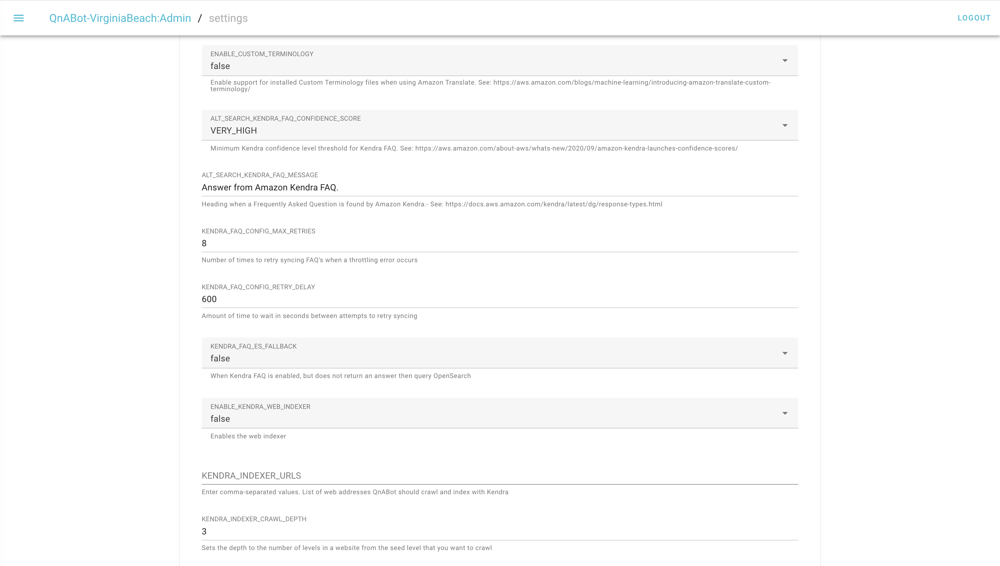 QnABot-VirginiaBeach:Admin / settings
LOGOUT
ENABLE_CUSTOM_TERMINOLOGY
false
Enable support for installed Custom Terminology files when using Amazon Translate. See: https://aws.amazon.com/blogs/machine-learning/introducing-amazon-translate-custom-
terminology/
ALT_SEARCH_KENDRA_FAQ_CONFIDENCE_SCORE
VERY_HIGH
Minimum Kendra confidence level threshold for Kendra FAQ. See: https://aws.amazon.com/about-aws/whats-new/2020/09/amazon-kendra-launches-confidence-scores/
ALT_SEARCH_KENDRA_FAQ_MESSAGE
Answer from Amazon Kendra FAQ.
Heading when a Frequently Asked Question is found by Amazon Kendra.- See: https://docs.aws.amazon.com/kendra/latest/dg/response-types.html
KENDRA_FAQ_CONFIG_MAX_RETRIES
8
Number of times to retry syncing FAQ's when a throttling error occurs
KENDRA_FAQ_CONFIG_RETRY_DELAY
600
Amount of time to wait in seconds between attempts to retry syncing
KENDRA_FAQ_ES_FALLBACK
false
When Kendra FAQ is enabled, but does not return an answer then query OpenSearch
ENABLE_KENDRA_WEB_INDEXER
false
Enables the web indexer
KENDRA_INDEXER_URLS
Enter comma-separated values. List of web addresses QnABot should crawl and index with Kendra
KENDRA_INDEXER_CRAWL_DEPTH
3
Sets the depth to the number of levels in a website from the seed level that you want to crawl